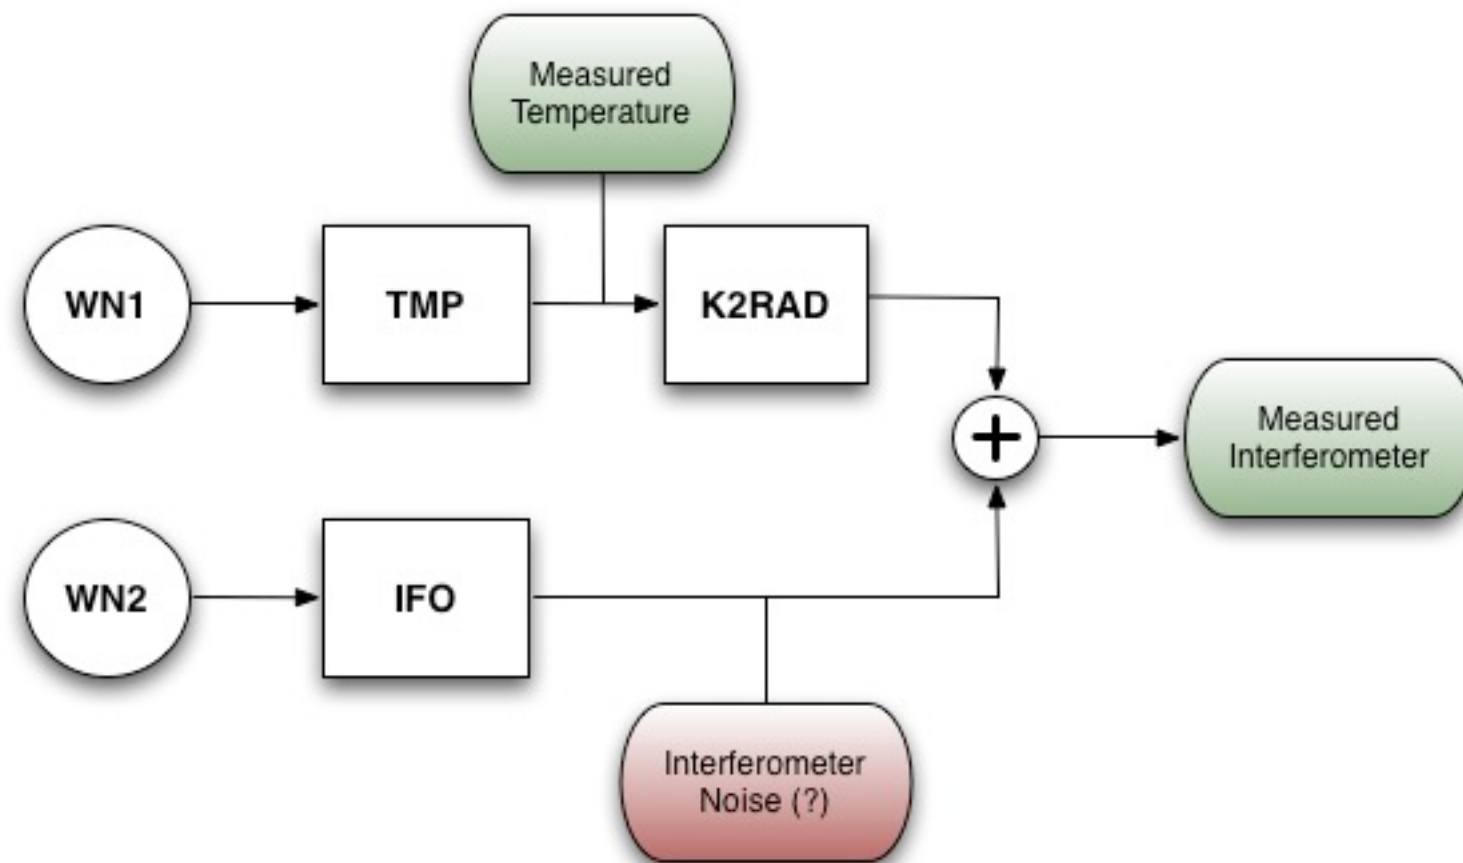 Measured
Temperature
WN1
TMP
K2RAD
Measured
Interferometer
WN2
IFO
Interferometer
Noise (?)